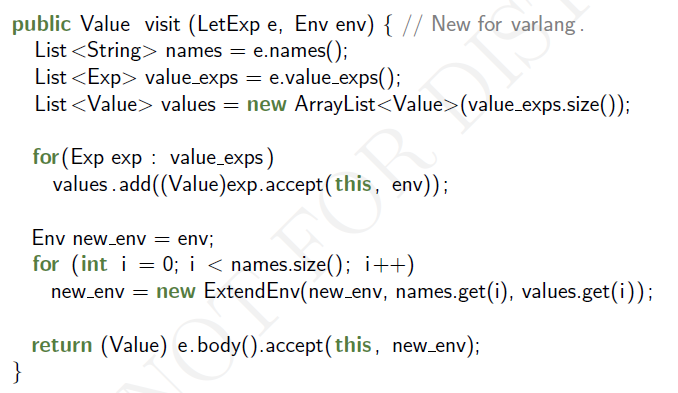 public Value visit (LetExp e, Env env) { // New for varlang.
List<String> names = e.names();
List<Exp> value_exps = e.value_exps();
List<Value> values = new ArrayList<Value>(value_exps.size());
for(Exp exp : value_exps)
values.add((Value)exp.accept(this, env));
Env new_env = env;
for (int i = 0; i < names.size(); i++)
new_env = new ExtendEnv(new_env, names.get(i), values.get(i));
return (Value) e.body().accept(this, new_env);
}
NOT FOR DIST